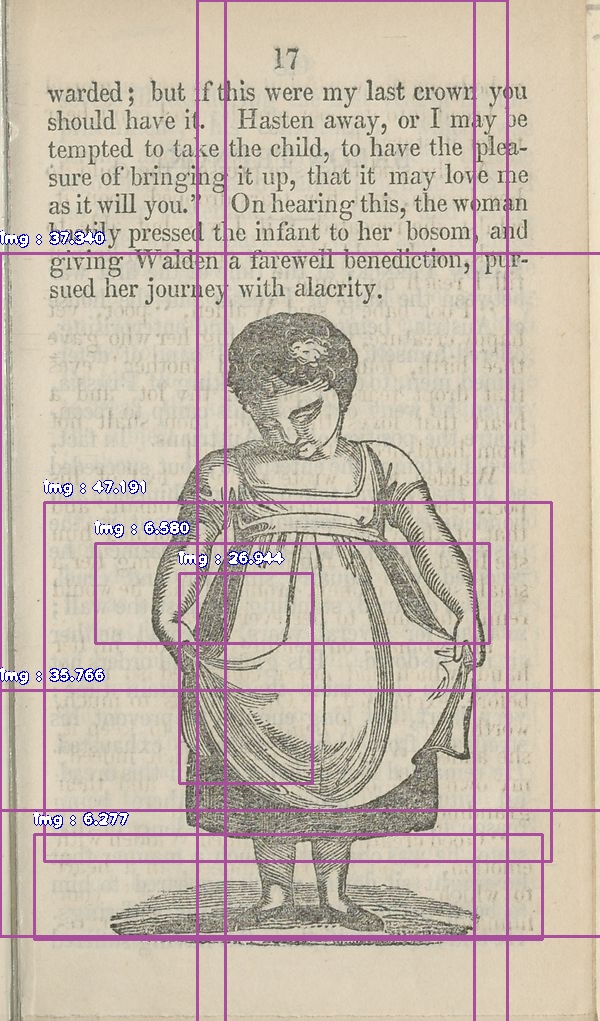 17
warded; but if this were my last crown you
should have it. Hasten away, or I may be
tempted to take the child, to have the plea-
sure of bringing it up, that it may love me
as it will you." On hearing this, the woman
hastily pressed the infant to her bosom, and
giving Walden a farewell benediction, pur-
sued her journey with alacrity.
img : 37.340
img : 47.191
img : 6.580
img : 26.944
img : 35.766
img : 6.277